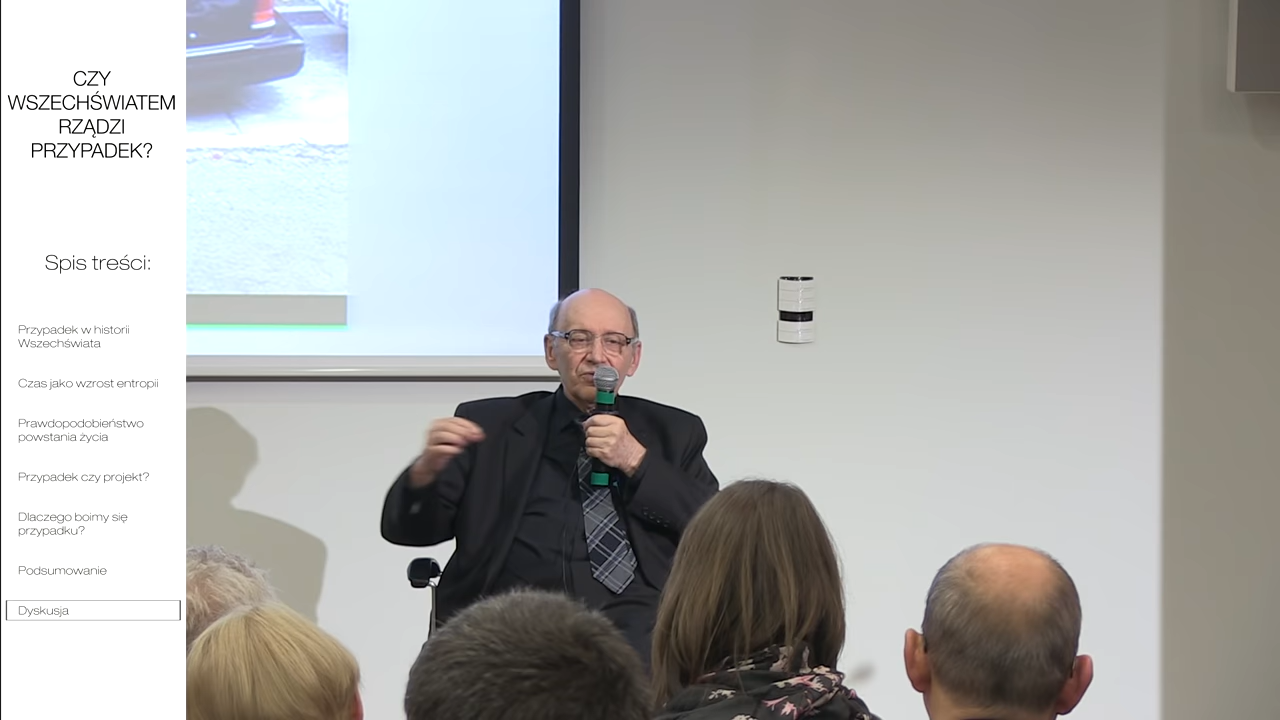 CZY
WSZECHŚWIATEM
RZĄDZI
PRZYPADEK?
Spis treści:
Przypadek w historii
Wszechświata
Czas jako wzrost entropii
Prawdopodobieństwo
powstania życia
Przypadek czy projekt?
Dlaczego boimy się
przypadku?
Podsumowanie
Dyskusja